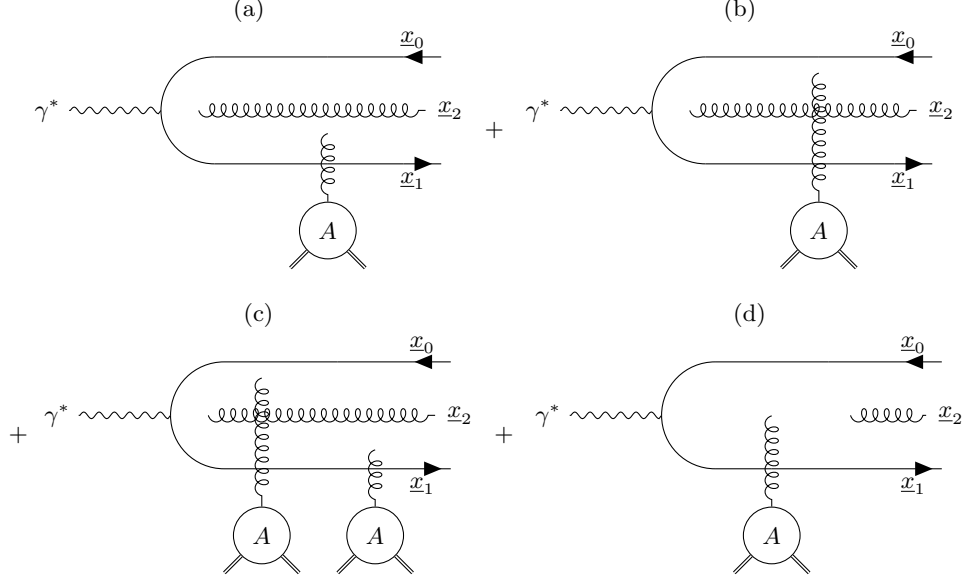 (a) (b)
x₀ x₀
γ* x₂ + γ* x₂
x₁ x₁
A A
(c) (d)
x₀ x₀
+ γ* x₂ + γ* x₂
x₁ x₁
A A A